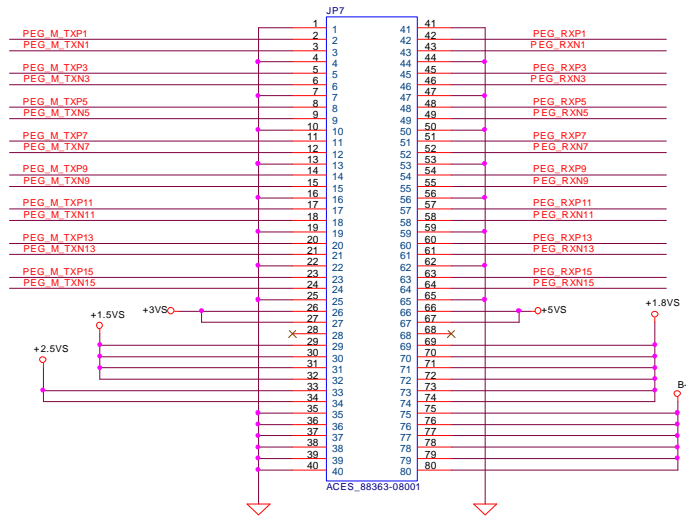 JP7
1 1 41 41
PEG_M_TXP1 2 2 42 42 PEG_RXP1
PEG_M_TXN1 3 3 43 43 PEG_RXN1
4 4 44 44
PEG_M_TXP3 5 5 45 45 PEG_RXP3
PEG_M_TXN3 6 6 46 46 PEG_RXN3
7 7 47 47
PEG_M_TXP5 8 8 48 48 PEG_RXP5
PEG_M_TXN5 9 9 49 49 PEG_RXN5
10 10 50 50
PEG_M_TXP7 11 11 51 51 PEG_RXP7
PEG_M_TXN7 12 12 52 52 PEG_RXN7
13 13 53 53
PEG_M_TXP9 14 14 54 54 PEG_RXP9
PEG_M_TXN9 15 15 55 55 PEG_RXN9
16 16 56 56
PEG_M_TXP11 17 17 57 57 PEG_RXP11
PEG_M_TXN11 18 18 58 58 PEG_RXN11
19 19 59 59
PEG_M_TXP13 20 20 60 60 PEG_RXP13
PEG_M_TXN13 21 21 61 61 PEG_RXN13
22 22 62 62
PEG_M_TXP15 23 23 63 63 PEG_RXP15
PEG_M_TXN15 24 24 64 64 PEG_RXN15
25 25 65 65
+3VS 26 26 66 66 +5VS +1.8VS
27 27 67 67
+1.5VS 28 28 68 68
29 29 69 69
+2.5VS 30 30 70 70
31 31 71 71
32 32 72 72
33 33 73 73
34 34 74 74
35 35 75 75
36 36 76 76
37 37 77 77
38 38 78 78
39 39 79 79
40 40 80 80
ACES_88363-08001